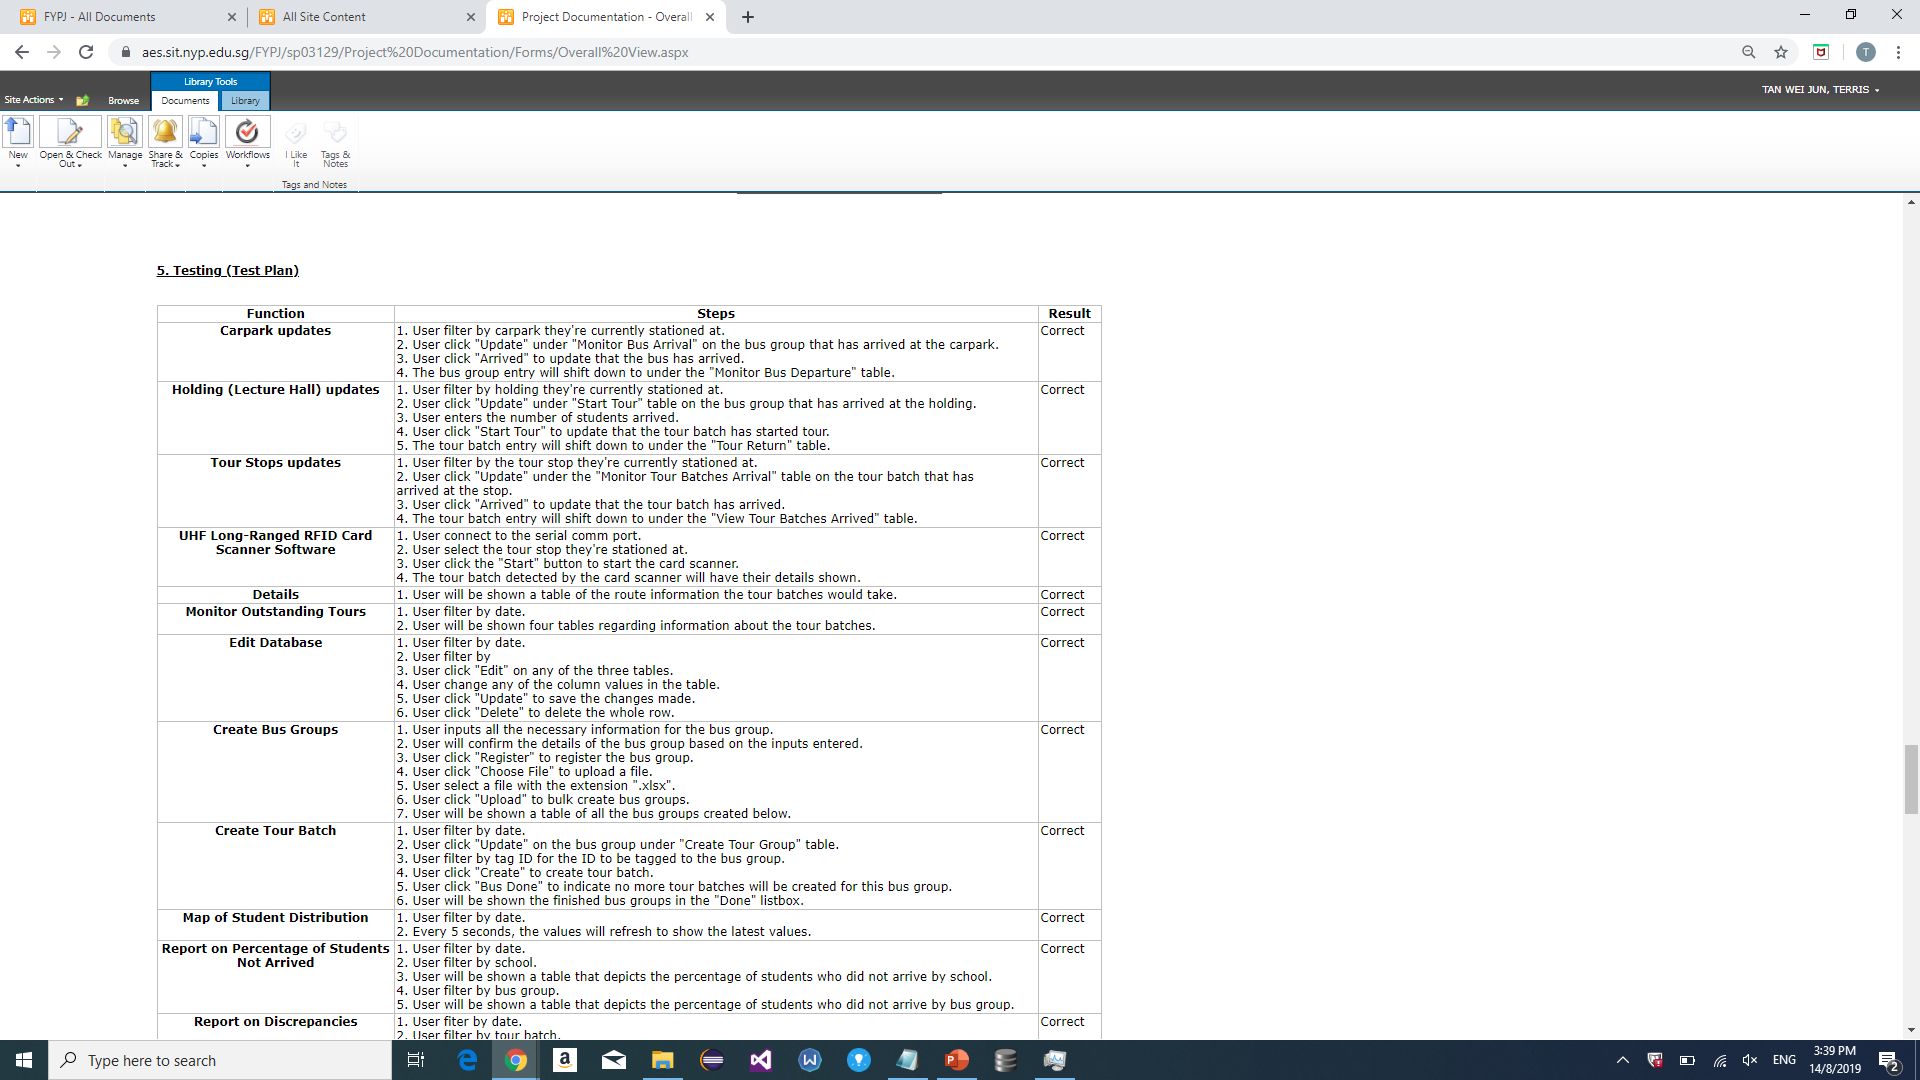 FYPJ - All Documents
All Site Content
Project Documentation - Overall
aes.sit.nyp.edu.sg/FYPJ/sp03129/Project%20Documentation/Forms/Overall%20View.aspx
T
Library Tools
Site Actions
Browse
Documents
Library
TAN WEI JUN, TERRIS
New
Open & Check Out
Manage
Share & Track
Copies
Workflows
I Like It
Tags & Notes
Tags and Notes
5. Testing (Test Plan)
Function Steps Result
Carpark updates
1. User filter by carpark they're currently stationed at.
2. User click "Update" under "Monitor Bus Arrival" on the bus group that has arrived at the carpark.
3. User click "Arrived" to update that the bus has arrived.
4. The bus group entry will shift down to under the "Monitor Bus Departure" table.
Correct
Holding (Lecture Hall) updates
1. User filter by holding they're currently stationed at.
2. User click "Update" under "Start Tour" table on the bus group that has arrived at the holding.
3. User enters the number of students arrived.
4. User click "Start Tour" to update that the tour batch has started tour.
5. The tour batch entry will shift down to under the "Tour Return" table.
Correct
Tour Stops updates
1. User filter by the tour stop they're currently stationed at.
2. User click "Update" under the "Monitor Tour Batches Arrival" table on the tour batch that has
arrived at the stop.
3. User click "Arrived" to update that the tour batch has arrived.
4. The tour batch entry will shift down to under the "View Tour Batches Arrived" table.
Correct
UHF Long-Ranged RFID Card
Scanner Software
1. User connect to the serial comm port.
2. User select the tour stop they're stationed at.
3. User click the "Start" button to start the card scanner.
4. The tour batch detected by the card scanner will have their details shown.
Correct
Details
1. User will be shown a table of the route information the tour batches would take.
Correct
Monitor Outstanding Tours
1. User filter by date.
2. User will be shown four tables regarding information about the tour batches.
Correct
Edit Database
1. User filter by date.
2. User filter by
3. User click "Edit" on any of the three tables.
4. User change any of the column values in the table.
5. User click "Update" to save the changes made.
6. User click "Delete" to delete the whole row.
Correct
Create Bus Groups
1. User inputs all the necessary information for the bus group.
2. User will confirm the details of the bus group based on the inputs entered.
3. User click "Register" to register the bus group.
4. User click "Choose File" to upload a file.
5. User select a file with the extension ".xlsx".
6. User click "Upload" to bulk create bus groups.
7. User will be shown a table of all the bus groups created below.
Correct
Create Tour Batch
1. User filter by date.
2. User click "Update" on the bus group under "Create Tour Group" table.
3. User filter by tag ID for the ID to be tagged to the bus group.
4. User click "Create" to create tour batch.
5. User click "Bus Done" to indicate no more tour batches will be created for this bus group.
6. User will be shown the finished bus groups in the "Done" listbox.
Correct
Map of Student Distribution
1. User filter by date.
2. Every 5 seconds, the values will refresh to show the latest values.
Correct
Report on Percentage of Students
Not Arrived
1. User filter by date.
2. User filter by school.
3. User will be shown a table that depicts the percentage of students who did not arrive by school.
4. User filter by bus group.
5. User will be shown a table that depicts the percentage of students who did not arrive by bus group.
Correct
Report on Discrepancies
1. User fiter by date.
2. User filter by tour batch.
Correct
Type here to search
ENG
3:39 PM
14/8/2019
2